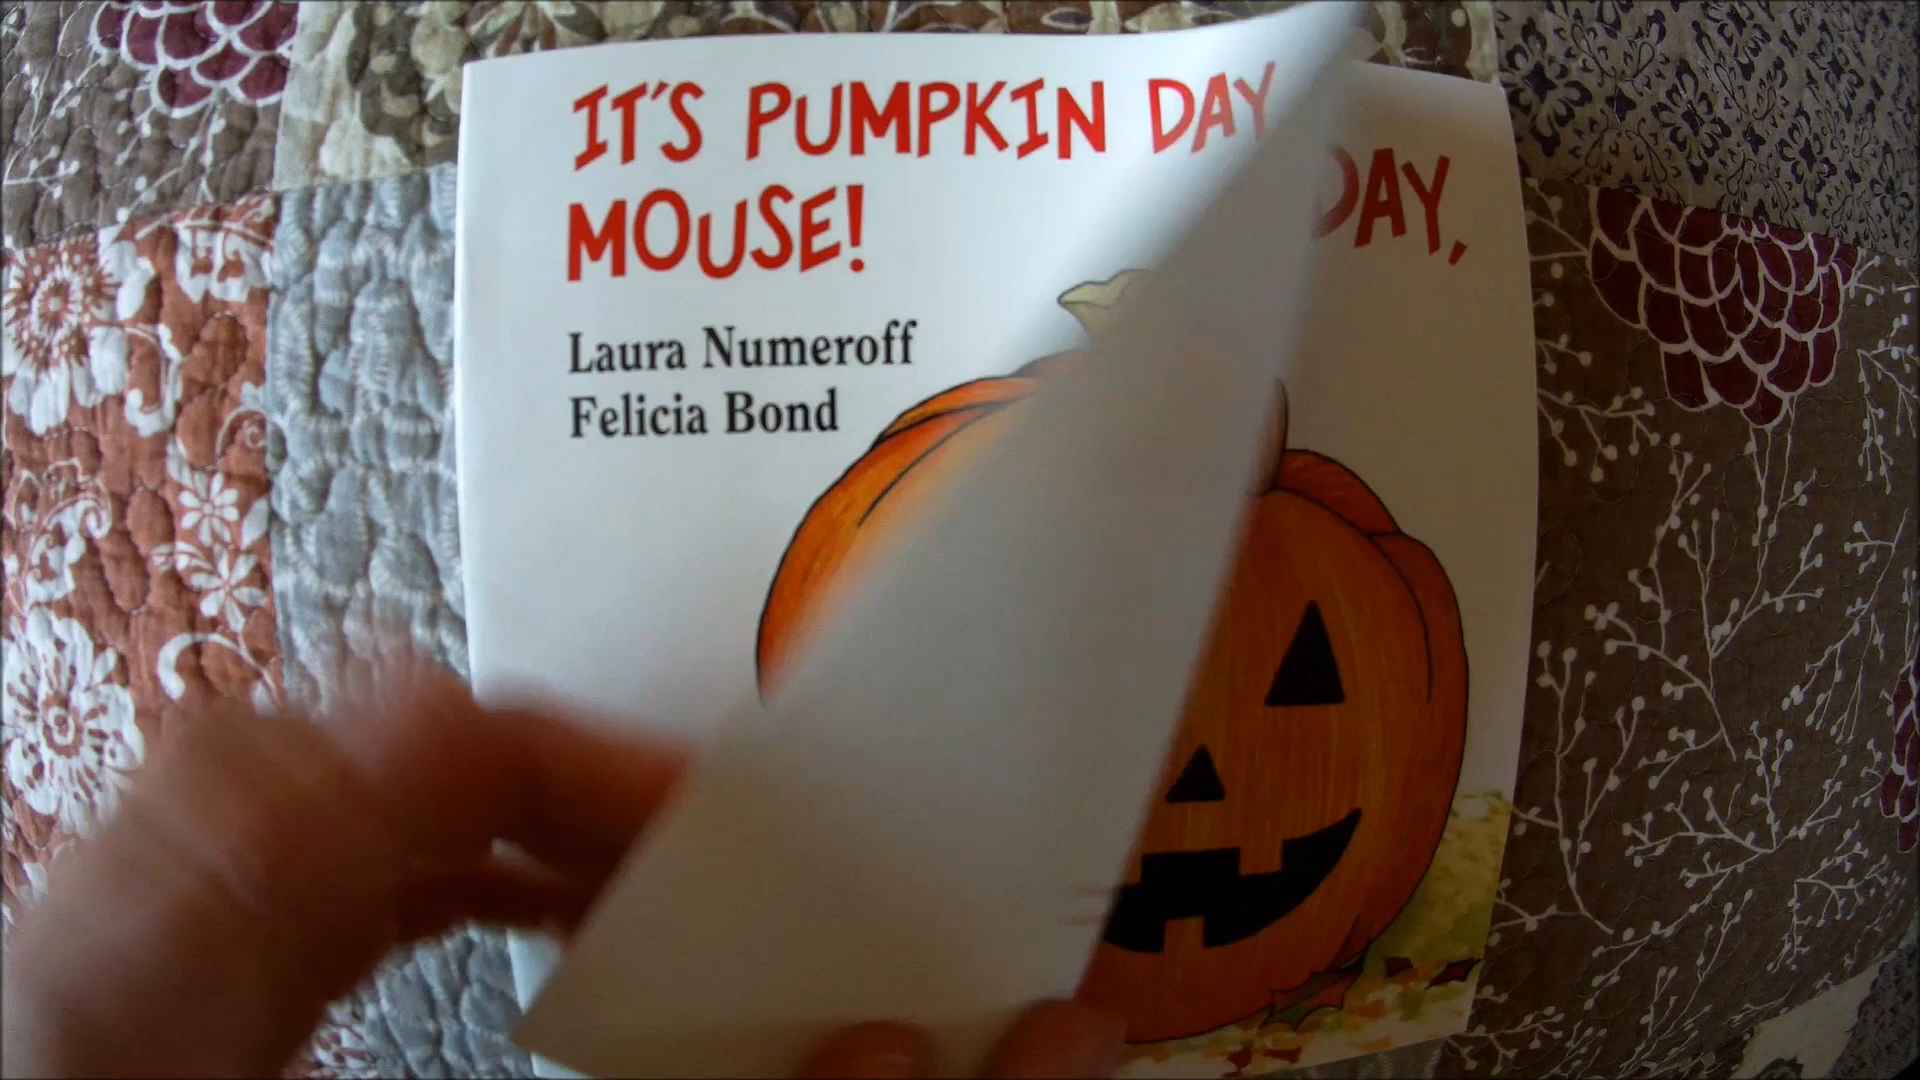 IT'S PUMPKIN DAY
MOUSE!
Laura Numeroff
Felicia Bond
DAY,